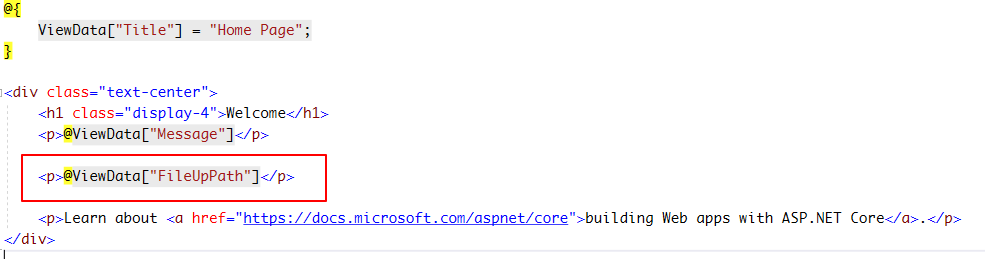 @{
    ViewData["Title"] = "Home Page";
}
<div class="text-center">
    <h1 class="display-4">Welcome</h1>
    <p>@ViewData["Message"]</p>
    <p>@ViewData["FileUpPath"]</p>
    <p>Learn about <a href="https://docs.microsoft.com/aspnet/core">building Web apps with ASP.NET Core</a>.</p>
</div>